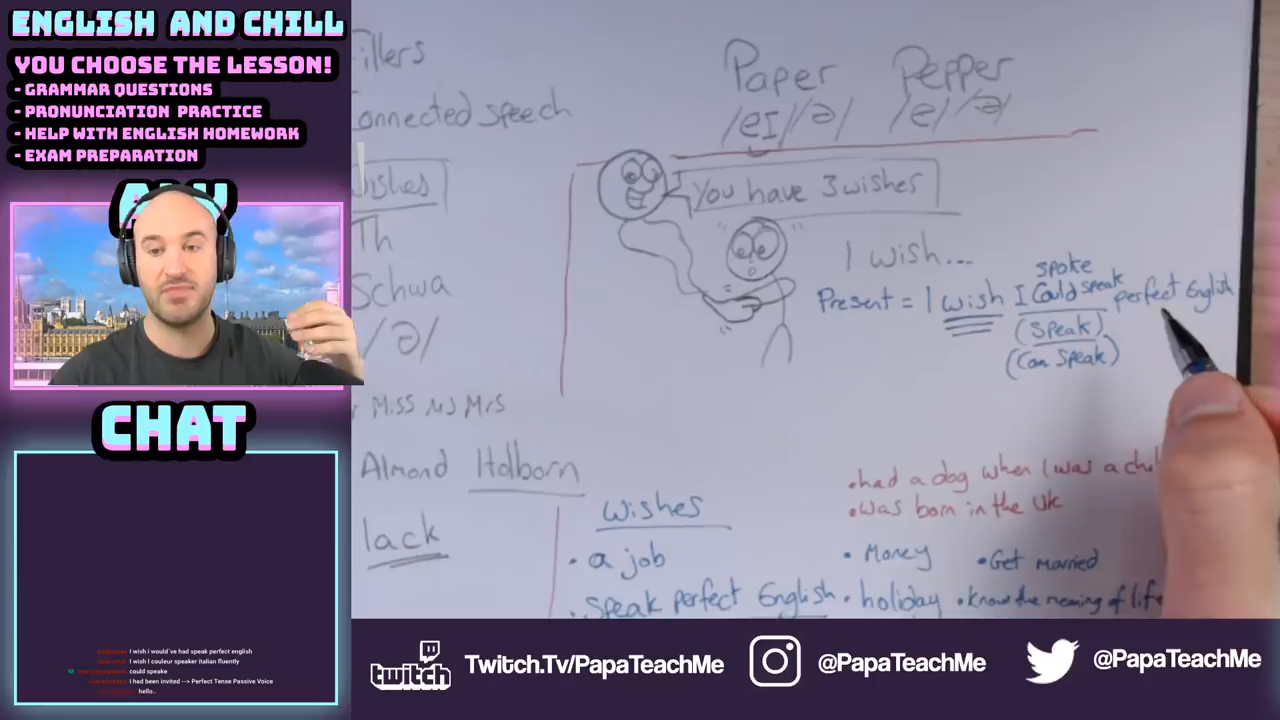 ENGLISH AND CHILL
YOU CHOOSE THE LESSON!
- GRAMMAR QUESTIONS
- PRONUNCIATION PRACTICE
- HELP WITH ENGLISH HOMEWORK
- EXAM PREPARATION
CHAT
I wish i would've had speak perfect english
I wish I couleur speaker italian fluently
could speake
I had been invited --> Perfect Tense Passive Voice
hello..
Fillers
Connected speech
Wishes
Th
Schwa
/ə/
Miss Ms Mrs
Almond Holborn
lack
Paper Pepper
/eɪ/ /ə/ /e/ /ə/
You have 3 wishes
I wish...
spoke
Present = I wish I could speak perfect English
(speak)
(can speak)
wishes
• a job
• Speak perfect English
• had a dog when I was a
• was born in the UK
• Money • Get married
• holiday • Know the meaning of life
Twitch
Twitch.Tv/PapaTeachMe
@PapaTeachMe
@PapaTeachMe